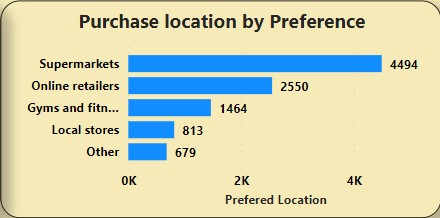 Purchase location by Preference
Supermarkets 4494
Online retailers 2550
Gyms and fitn... 1464
Local stores 813
Other 679
0K 2K 4K
Prefered Location